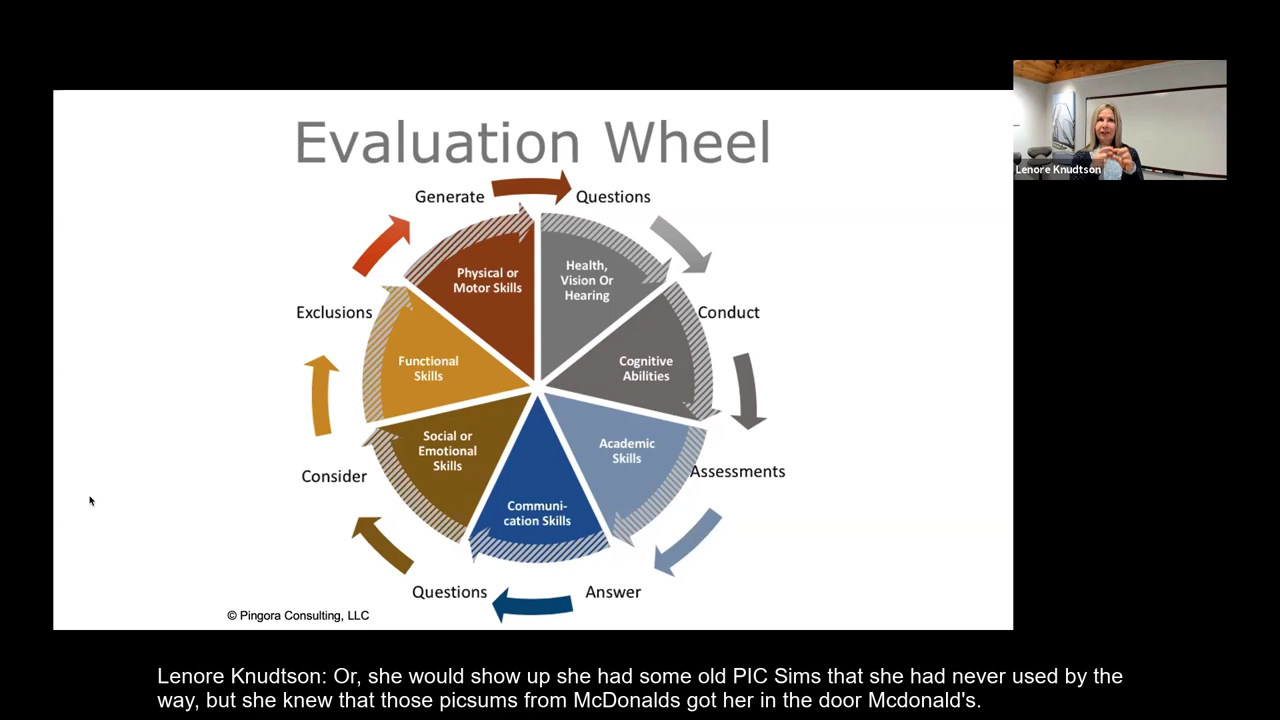 Evaluation Wheel
Generate
Questions
Physical or
Motor Skills
Health,
Vision Or
Hearing
Exclusions
Conduct
Functional
Skills
Cognitive
Abilities
Social or
Emotional
Skills
Academic
Skills
Consider
Assessments
Communi-
cation Skills
Questions
Answer
© Pingora Consulting, LLC
Lenore Knudtson
Lenore Knudtson: Or, she would show up she had some old PIC Sims that she had never used by the
way, but she knew that those picsums from McDonalds got her in the door Mcdonald's.